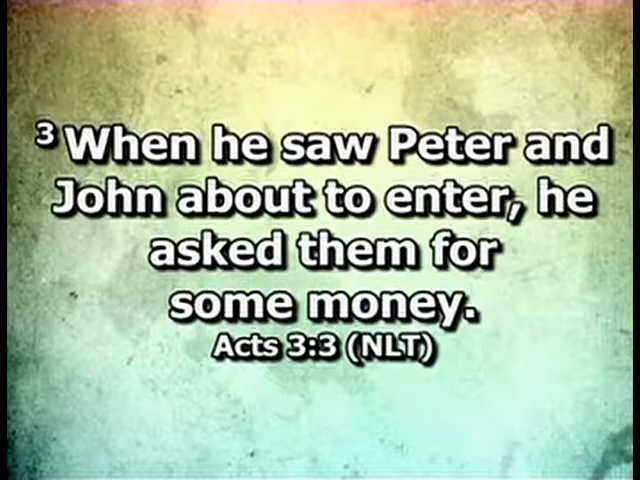 3 When he saw Peter and
John about to enter, he
asked them for
some money.
Acts 3:3 (NLT)